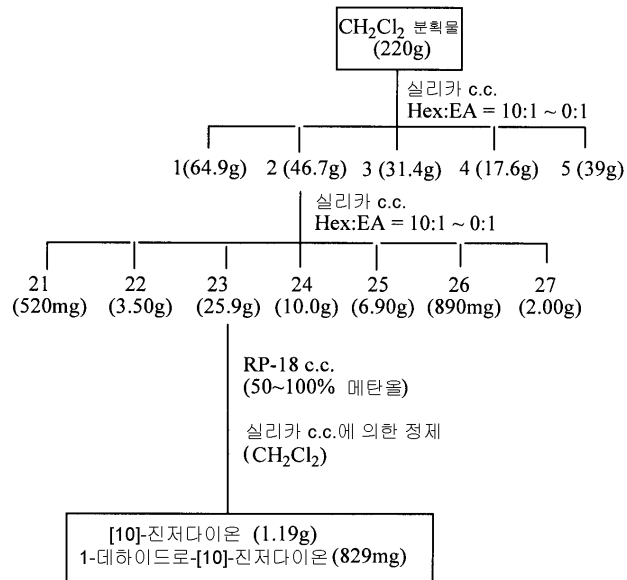 CH₂Cl₂ 분획물
(220g)
실리카 c.c.
Hex:EA = 10:1 ~ 0:1
1(64.9g) 2 (46.7g) 3 (31.4g) 4 (17.6g) 5 (39g)
실리카 c.c.
Hex:EA = 10:1 ~ 0:1
21 22 23 24 25 26 27
(520mg) (3.50g) (25.9g) (10.0g) (6.90g) (890mg) (2.00g)
RP-18 c.c.
(50~100% 메탄올)
실리카 c.c.에 의한 정제
(CH₂Cl₂)
[10]-진저다이온 (1.19g)
1-데하이드로-[10]-진저다이온(829mg)